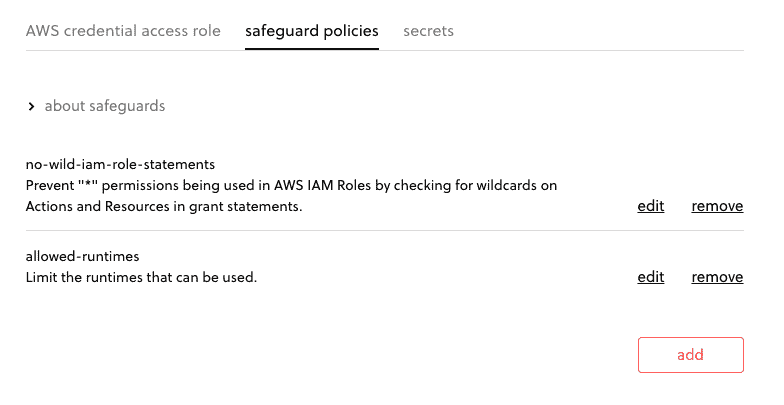 AWS credential access role safeguard policies secrets
about safeguards
no-wild-iam-role-statements
Prevent "*" permissions being used in AWS IAM Roles by checking for wildcards on
Actions and Resources in grant statements.
edit remove
allowed-runtimes
Limit the runtimes that can be used.
edit remove
add